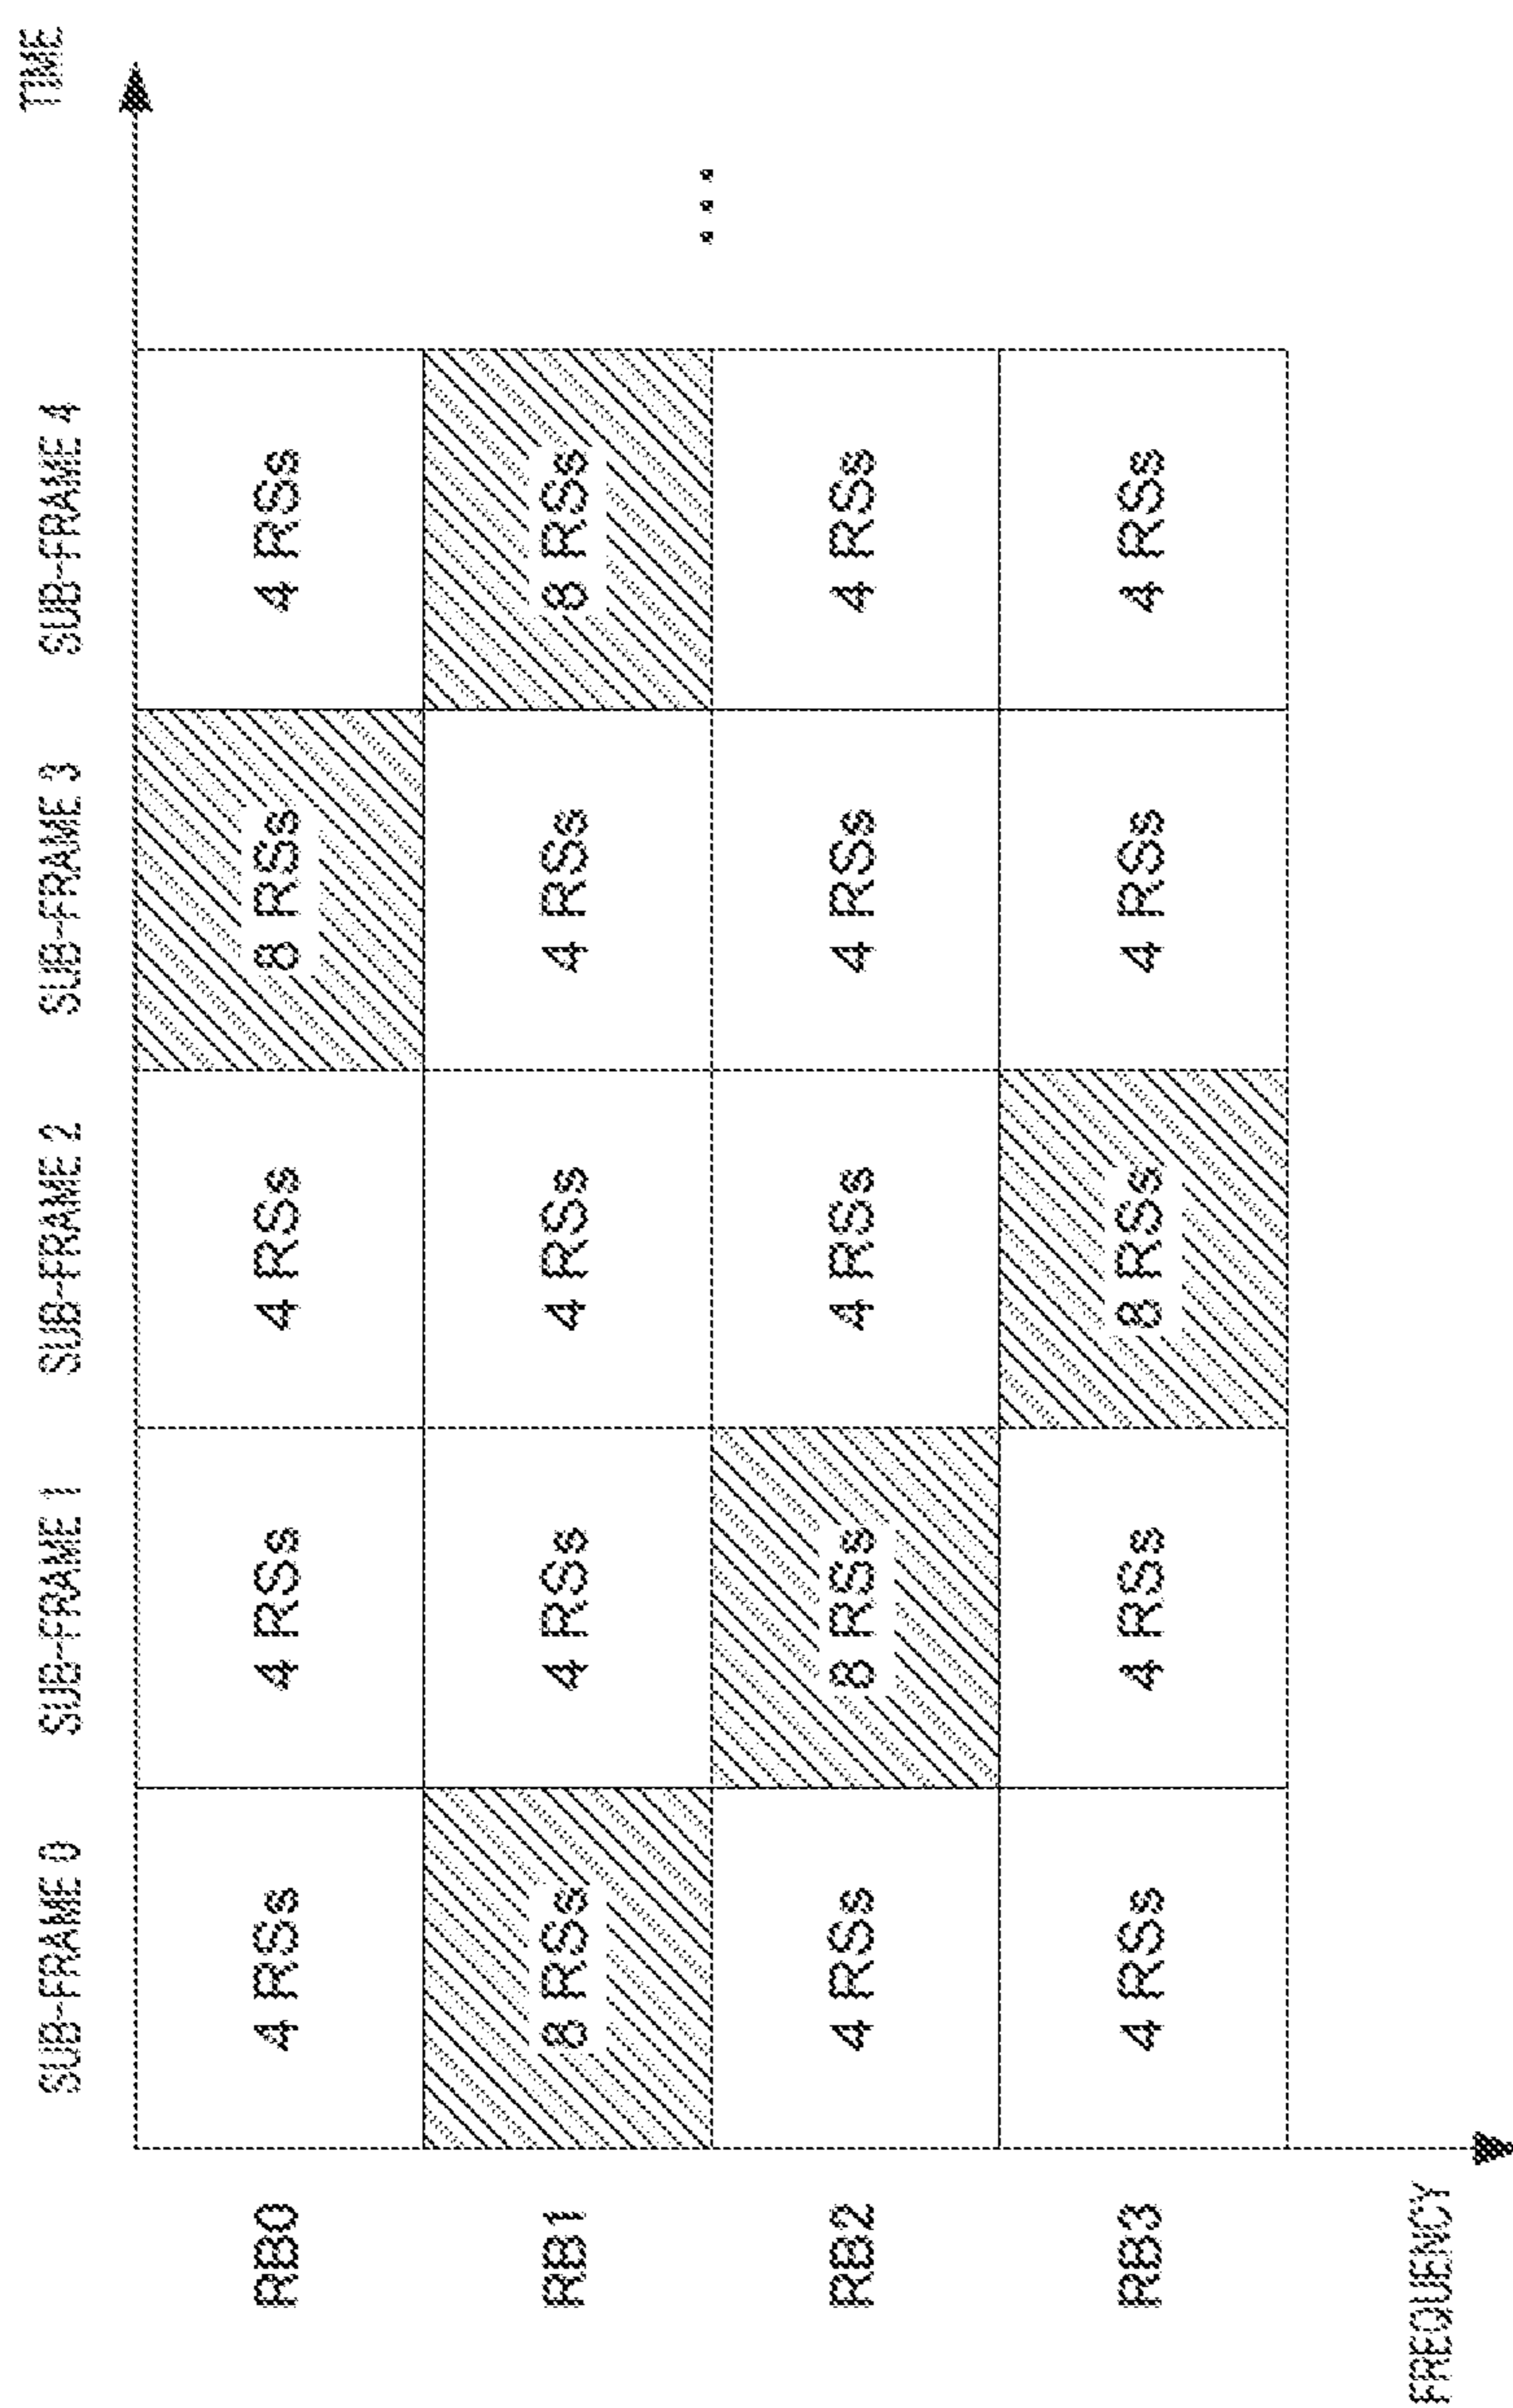 SUB-FRAME 0 SUB-FRAME 1 SUB-FRAME 2 SUB-FRAME 3 SUB-FRAME 4 TIME
RB0 4 RSs 4 RSs 4 RSs 8 RSs 4 RSs
RB1 8 RSs 4 RSs 4 RSs 4 RSs 8 RSs ...
RB2 4 RSs 8 RSs 4 RSs 4 RSs 4 RSs
RB3 4 RSs 4 RSs 8 RSs 4 RSs 4 RSs
FREQUENCY